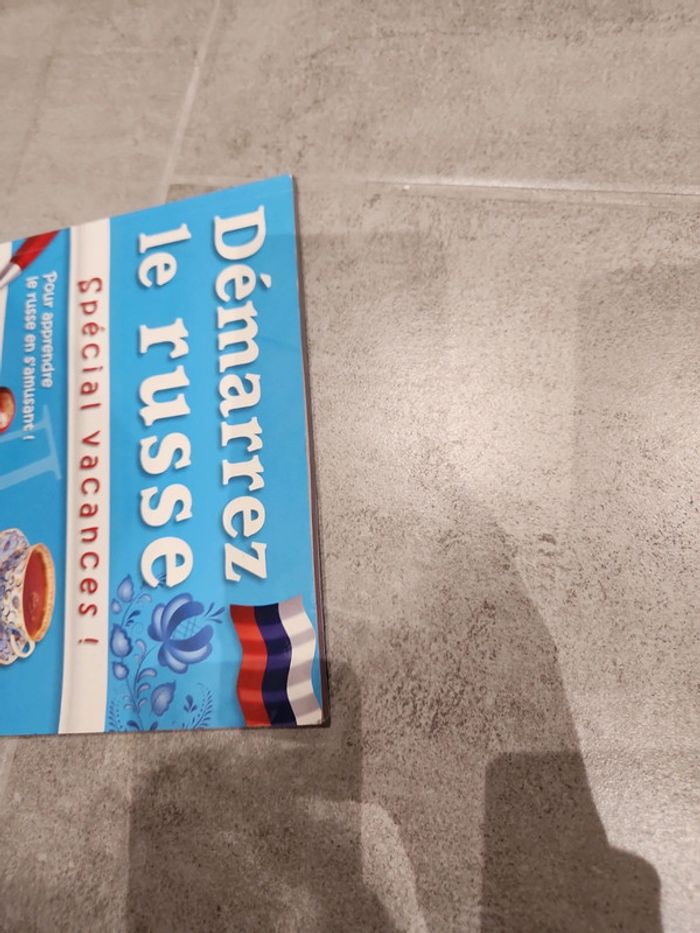 Démarrez
le russe
Spécial vacances !
Pour apprendre
le russe en s'amusant !